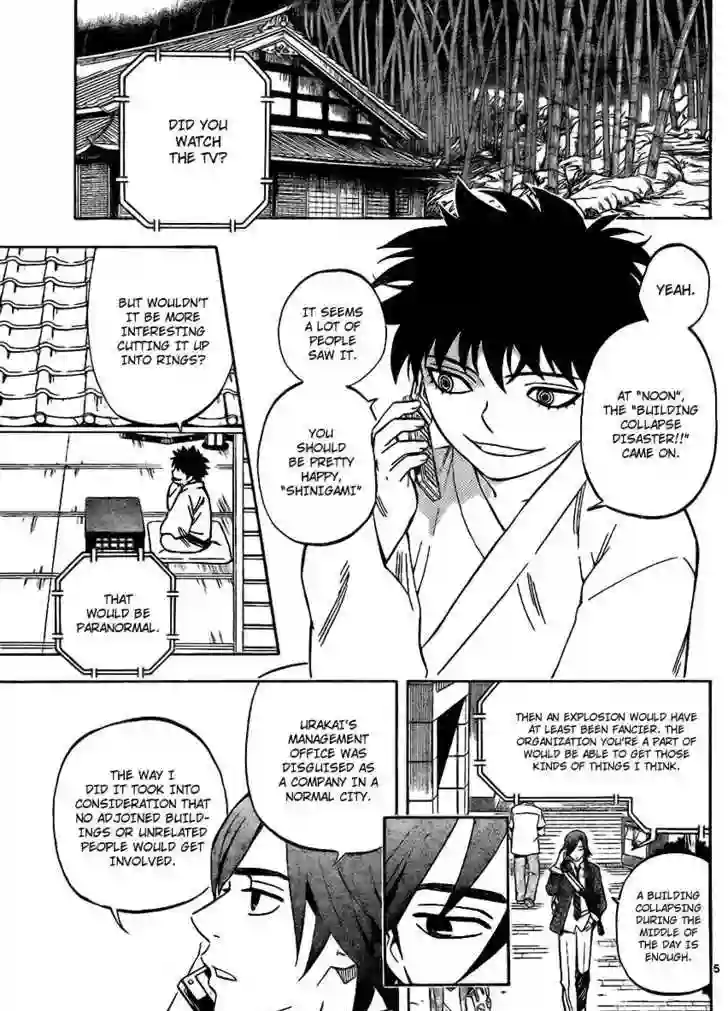 DID YOU
WATCH
THE TV?
YEAH.
AT "NOON",
THE "BUILDING
COLLAPSE
DISASTER!!"
CAME ON.
IT SEEMS
A LOT OF
PEOPLE
SAW IT.
YOU
SHOULD
BE PRETTY
HAPPY,
"SHINIGAMI"
BUT WOULDN'T
IT BE MORE
INTERESTING
CUTTING IT UP
INTO RINGS?
THAT
WOULD BE
PARANORMAL.
THEN AN EXPLOSION WOULD HAVE
AT LEAST BEEN FANCIER. THE
ORGANIZATION YOU'RE A PART OF
WOULD BE ABLE TO GET THOSE
KINDS OF THINGS I THINK.
A BUILDING
COLLAPSING
DURING THE
MIDDLE OF
THE DAY IS
ENOUGH.
URAKAI'S
MANAGEMENT
OFFICE WAS
DISGUISED AS
A COMPANY IN A
NORMAL CITY.
THE WAY I
DID IT TOOK INTO
CONSIDERATION THAT
NO ADJOINED BUILD-
INGS OR UNRELATED
PEOPLE WOULD GET
INVOLVED.
5